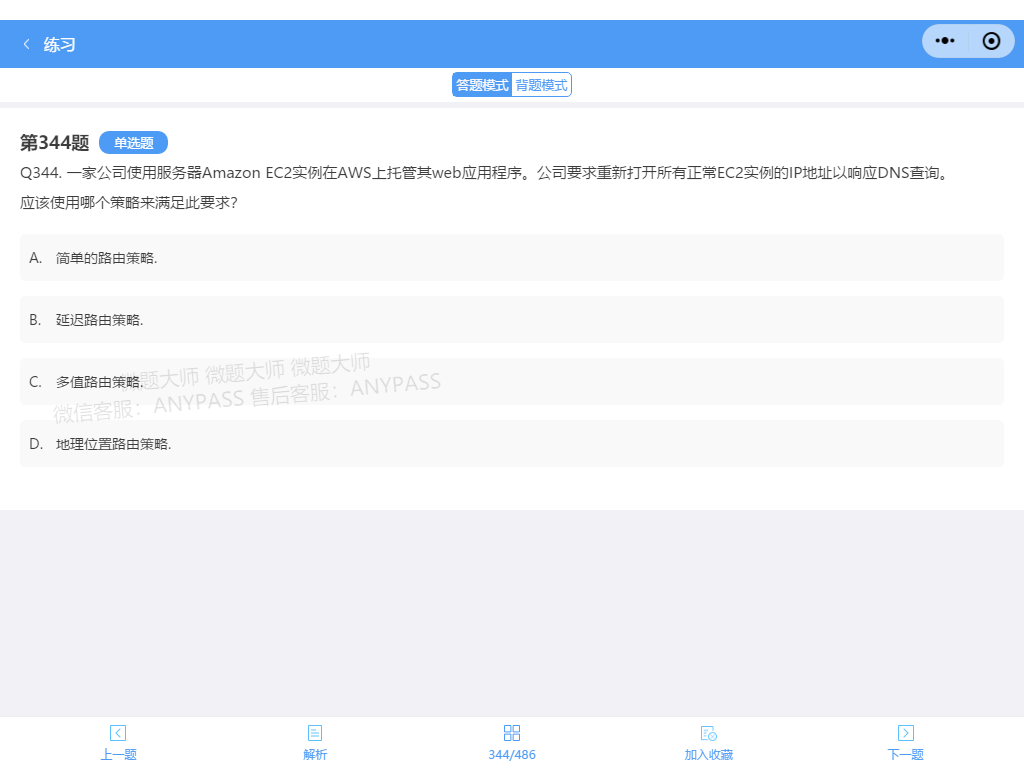 练习
答题模式 背题模式
第344题 单选题
Q344. 一家公司使用服务器Amazon EC2实例在AWS上托管其web应用程序。公司要求重新打开所有正常EC2实例的IP地址以响应DNS查询。
应该使用哪个策略来满足此要求?
A. 简单的路由策略.
B. 延迟路由策略.
C. 多值路由策略.
微题大师 微题大师 微题大师
微信客服：ANYPASS 售后客服：ANYPASS
D. 地理位置路由策略.
上一题 解析 344/486 加入收藏 下一题